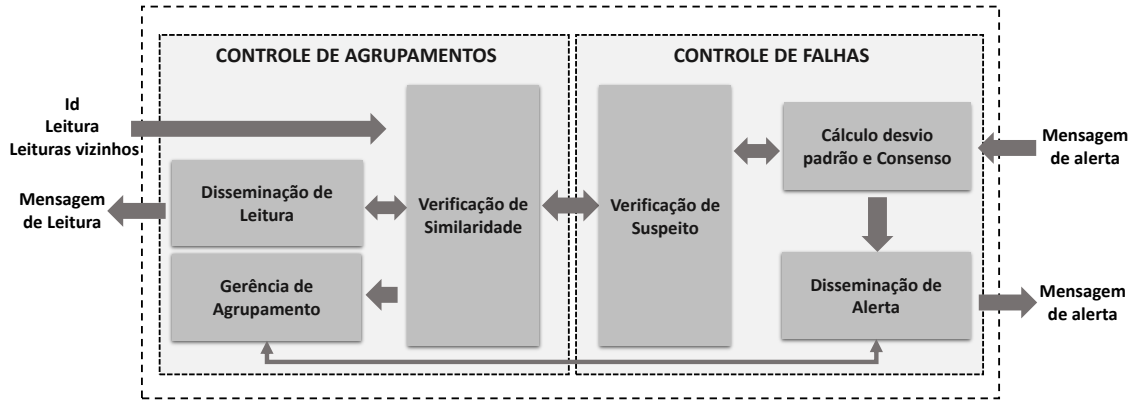 CONTROLE DE AGRUPAMENTOS
CONTROLE DE FALHAS
Id
Leitura
Leituras vizinhos
Mensagem
de Leitura
Disseminação de
Leitura
Gerência de
Agrupamento
Verificação de
Similaridade
Verificação de
Suspeito
Cálculo desvio
padrão e Consenso
Disseminação de
Alerta
Mensagem
de alerta
Mensagem
de alerta